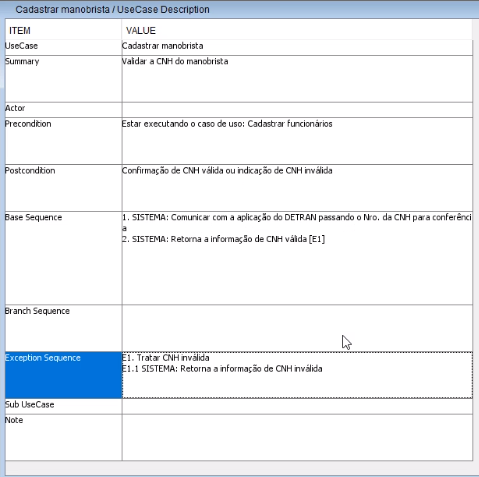 Cadastrar manobrista / UseCase Description
ITEM VALUE
UseCase Cadastrar manobrista
Summary Validar a CNH do manobrista
Actor
Precondition Estar executando o caso de uso: Cadastrar funcionários
Postcondition Confirmação de CNH válida ou indicação de CNH inválida
Base Sequence 1. SISTEMA: Comunicar com a aplicação do DETRAN passando o Nro. da CNH para conferênci
a
2. SISTEMA: Retorna a informação de CNH válida [E1]
Branch Sequence
Exception Sequence E1. Tratar CNH inválida
E1.1 SISTEMA: Retorna a informação de CNH inválida
Sub UseCase
Note